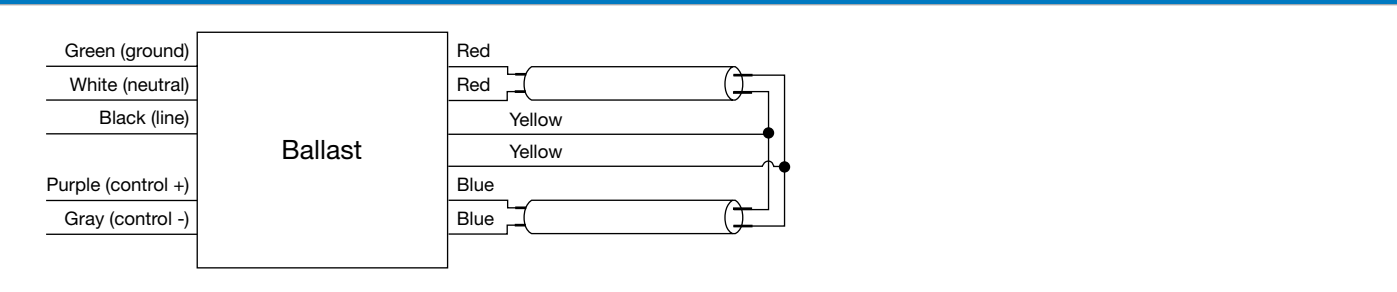 Green (ground)
White (neutral)
Black (line)
Purple (control +)
Gray (control -)
Ballast
Red
Red
Yellow
Yellow
Blue
Blue